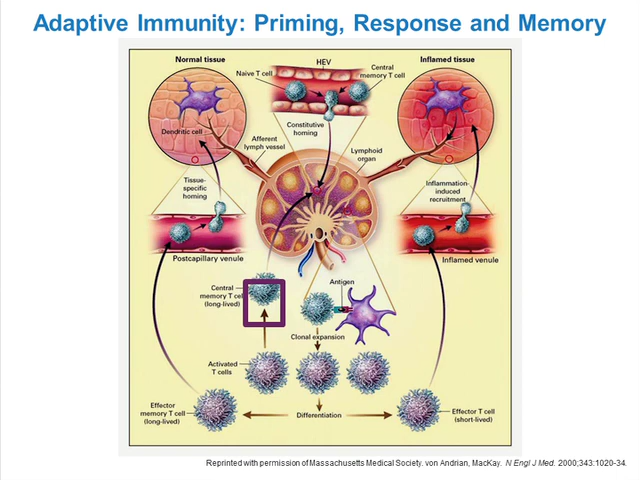 Adaptive Immunity: Priming, Response and Memory
Normal tissue
HEV
Inflamed tissue
Naive T cell
Central
memory T cell
Dendritic cell
Constitutive
homing
Afferent
lymph vessel
Lymphoid
organ
Tissue-
specific
homing
Inflammation-
induced
recruitment
Postcapillary venule
Inflamed venule
Central
memory T cell
(long-lived)
Antigen
Clonal expansion
Activated
T cells
Effector
memory T cell
(long-lived)
Differentiation
Effector T cell
(short-lived)
Reprinted with permission of Massachusetts Medical Society. von Andrian, MacKay. N Engl J Med. 2000;343:1020-34.